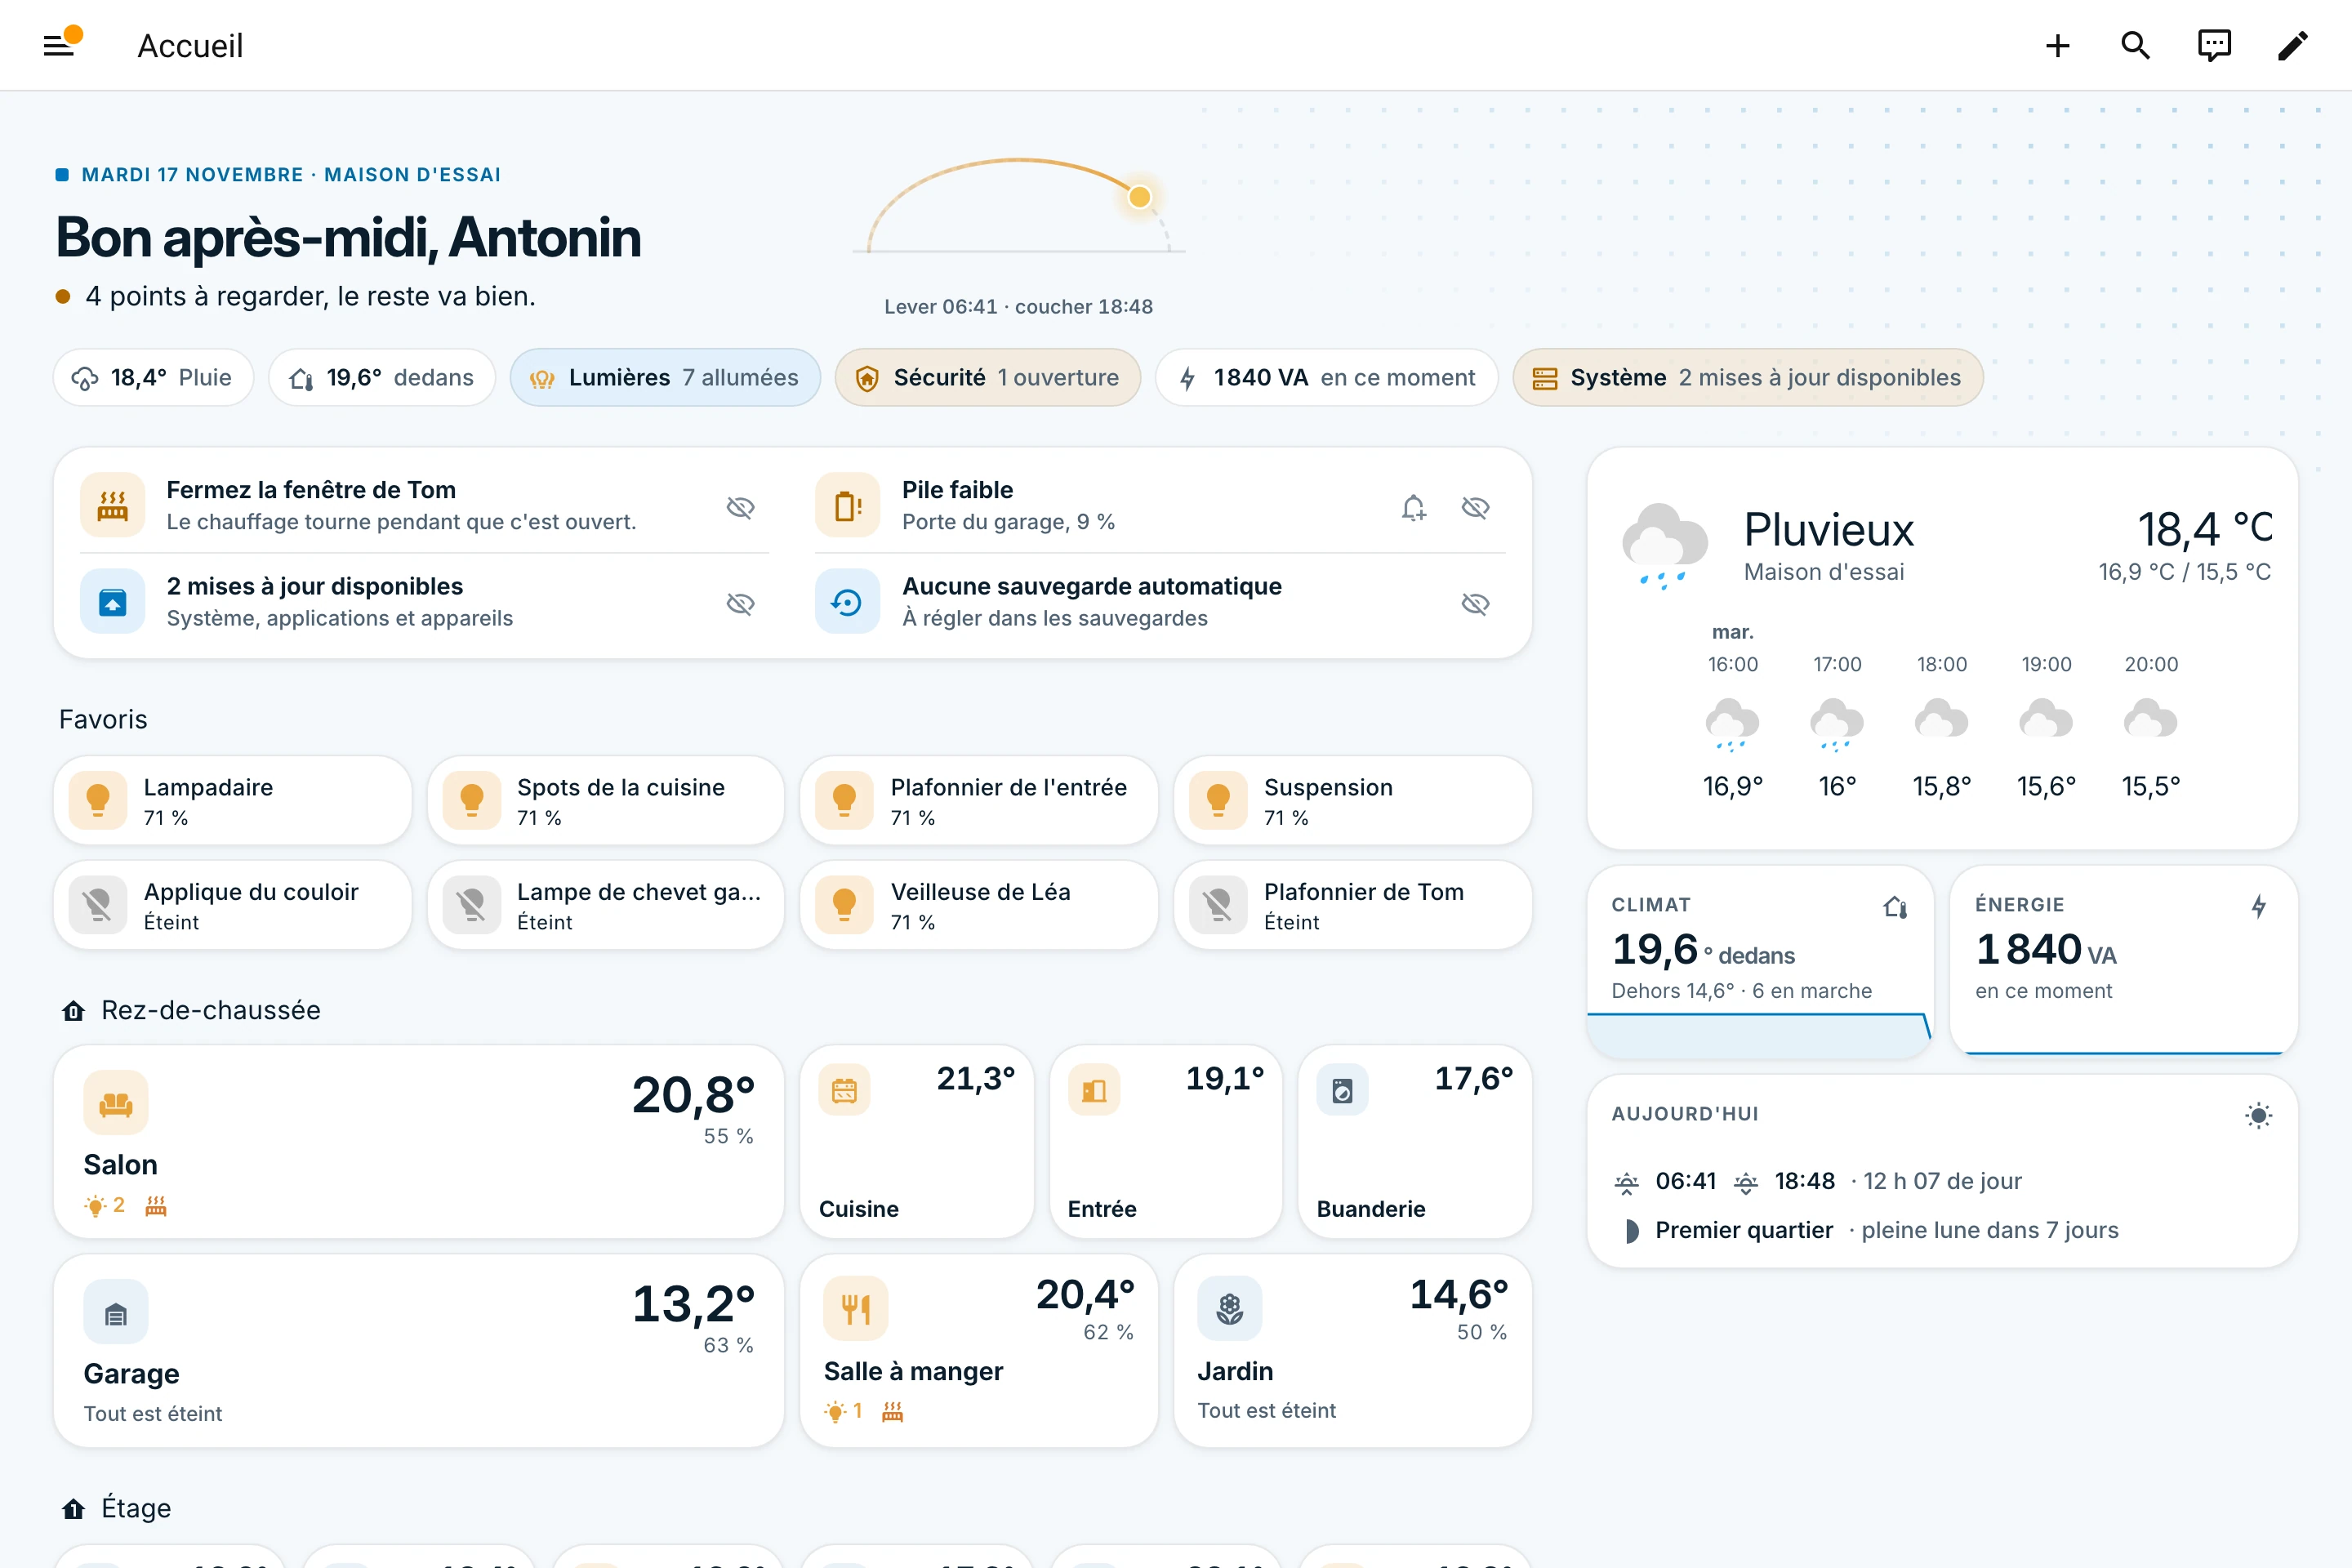 Accueil
MARDI 17 NOVEMBRE · MAISON D'ESSAI
Bon après-midi, Antonin
4 points à regarder, le reste va bien.
Lever 06:41 · coucher 18:48
18,4° Pluie
19,6° dedans
Lumières 7 allumées
Sécurité 1 ouverture
1 840 VA en ce moment
Système 2 mises à jour disponibles
Fermez la fenêtre de Tom
Le chauffage tourne pendant que c'est ouvert.
Pile faible
Porte du garage, 9 %
2 mises à jour disponibles
Système, applications et appareils
Aucune sauvegarde automatique
À régler dans les sauvegardes
Favoris
Lampadaire
71 %
Spots de la cuisine
71 %
Plafonnier de l'entrée
71 %
Suspension
71 %
Applique du couloir
Éteint
Lampe de chevet ga...
Éteint
Veilleuse de Léa
71 %
Plafonnier de Tom
Éteint
Rez-de-chaussée
20,8°
55 %
Salon
2
21,3°
Cuisine
19,1°
Entrée
17,6°
Buanderie
13,2°
63 %
Garage
Tout est éteint
20,4°
62 %
Salle à manger
1
14,6°
50 %
Jardin
Tout est éteint
Étage
Pluvieux
Maison d'essai
18,4 °C
16,9 °C / 15,5 °C
mar.
16:00 17:00 18:00 19:00 20:00
16,9° 16° 15,8° 15,6° 15,5°
CLIMAT
19,6 ° dedans
Dehors 14,6° · 6 en marche
ÉNERGIE
1 840 VA
en ce moment
AUJOURD'HUI
06:41 18:48 · 12 h 07 de jour
Premier quartier · pleine lune dans 7 jours